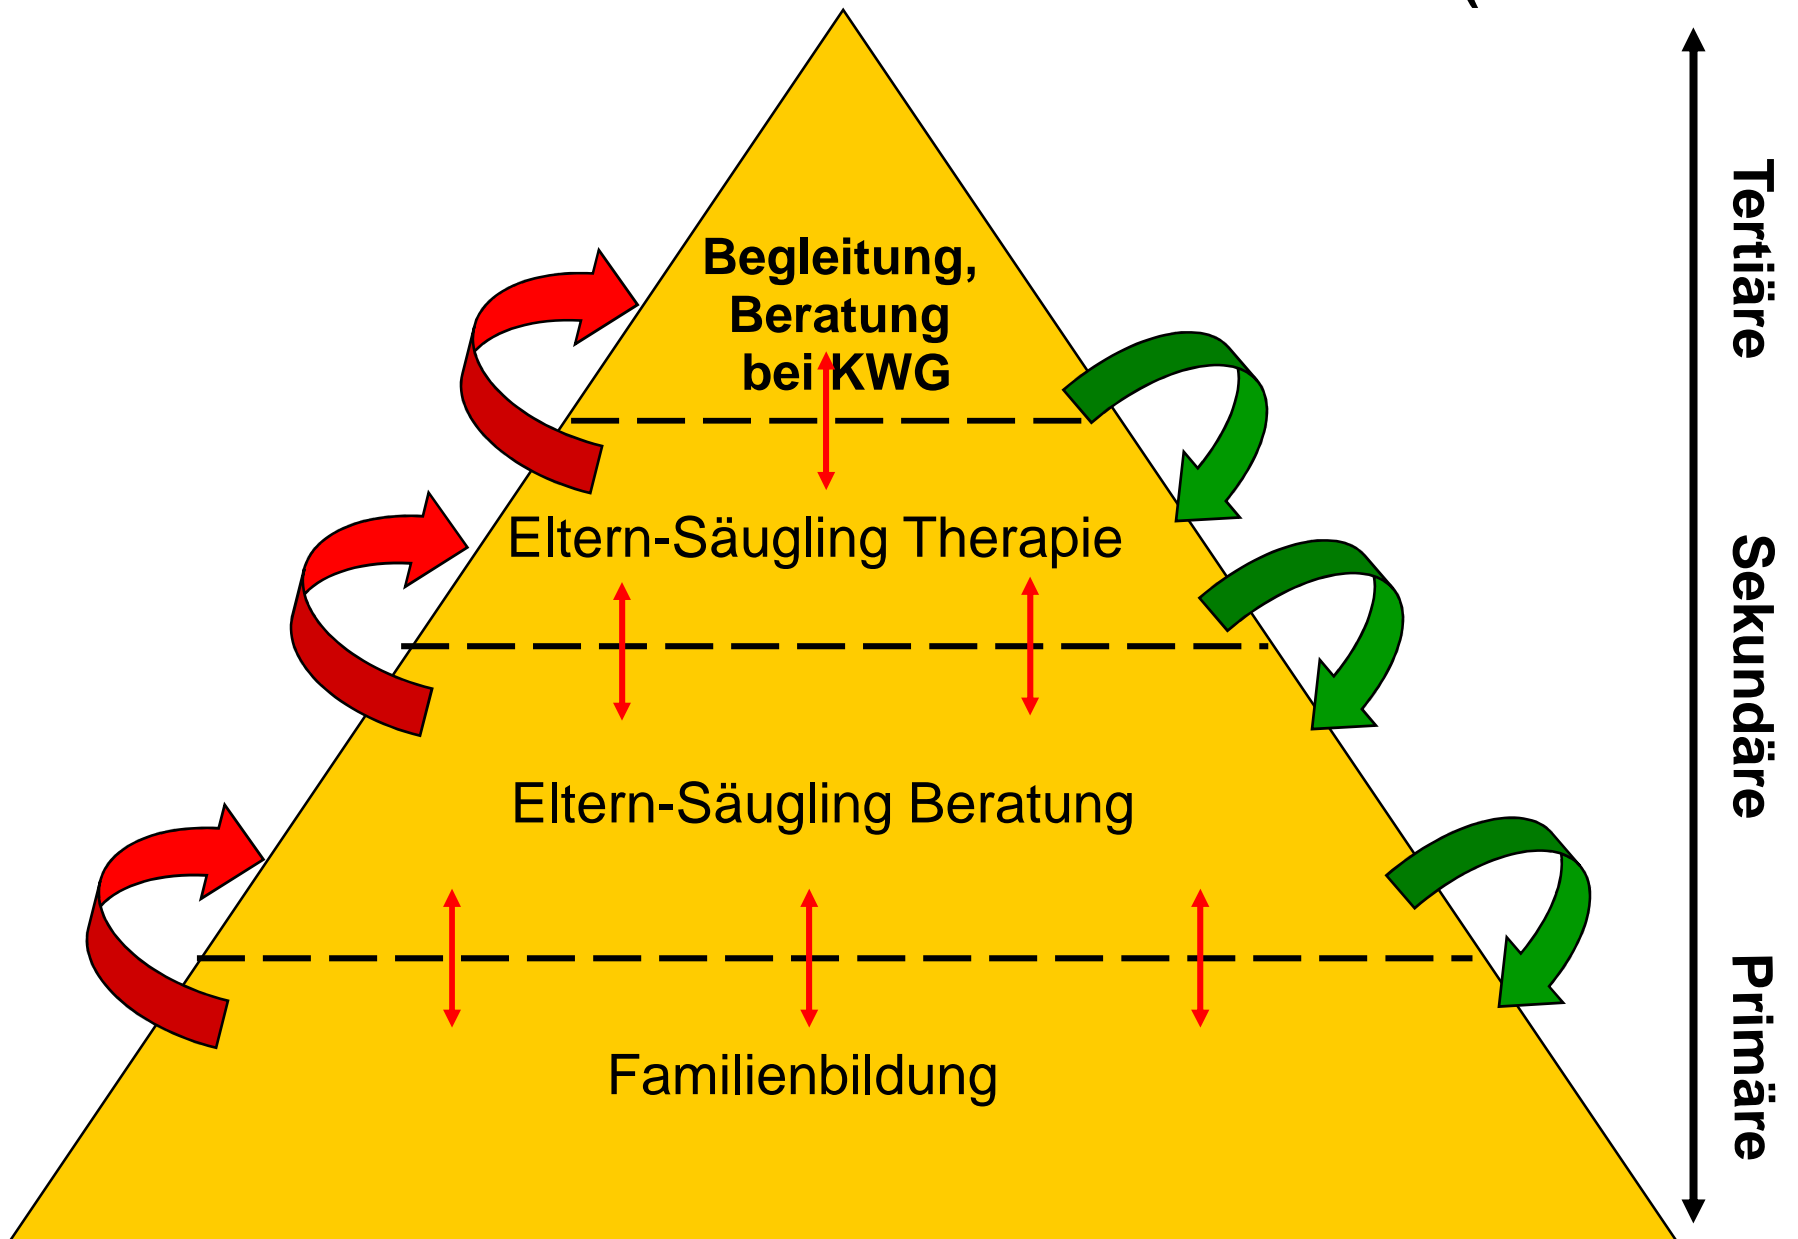 Begleitung,
Beratung
bei KWG
Eltern-Säugling Therapie
Eltern-Säugling Beratung
Familienbildung
Tertiäre
Sekundäre
Primäre